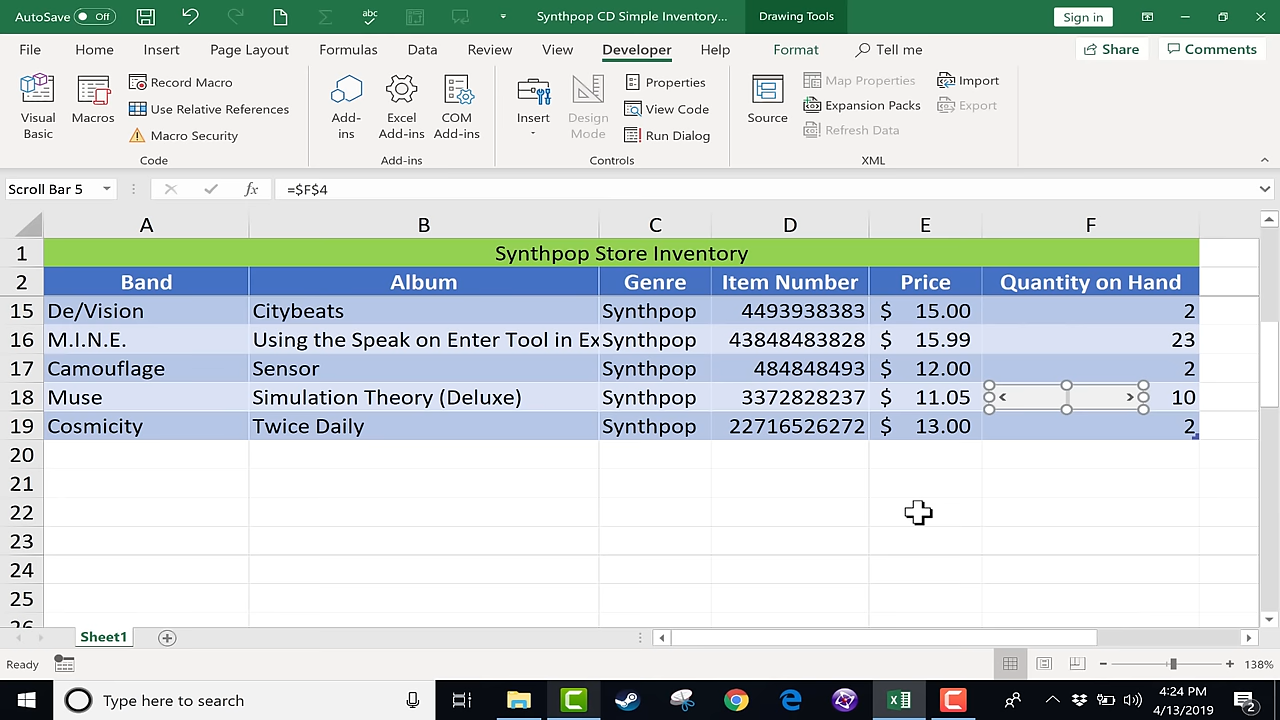 AutoSave Off Synthpop CD Simple Inventory... Drawing Tools Sign in
File Home Insert Page Layout Formulas Data Review View Developer Help Format Tell me Share Comments
Visual Basic
Macros
Record Macro
Use Relative References
Macro Security
Code
Add-ins
Excel Add-ins
COM Add-ins
Add-ins
Insert
Design Mode
Properties
View Code
Run Dialog
Controls
Source
Map Properties
Expansion Packs
Refresh Data
Import
Export
XML
Scroll Bar 5 fx =$F$4
A B C D E F
1 Synthpop Store Inventory
2 Band Album Genre Item Number Price Quantity on Hand
15 De/Vision Citybeats Synthpop 4493938383 $ 15.00 2
16 M.I.N.E. Using the Speak on Enter Tool in Ex Synthpop 43848483828 $ 15.99 23
17 Camouflage Sensor Synthpop 484848493 $ 12.00 2
18 Muse Simulation Theory (Deluxe) Synthpop 3372828237 $ 11.05 10
19 Cosmicity Twice Daily Synthpop 22716526272 $ 13.00 2
20
21
22
23
24
25
26
Sheet1
Ready 138%
Type here to search 4:24 PM
4/13/2019 2